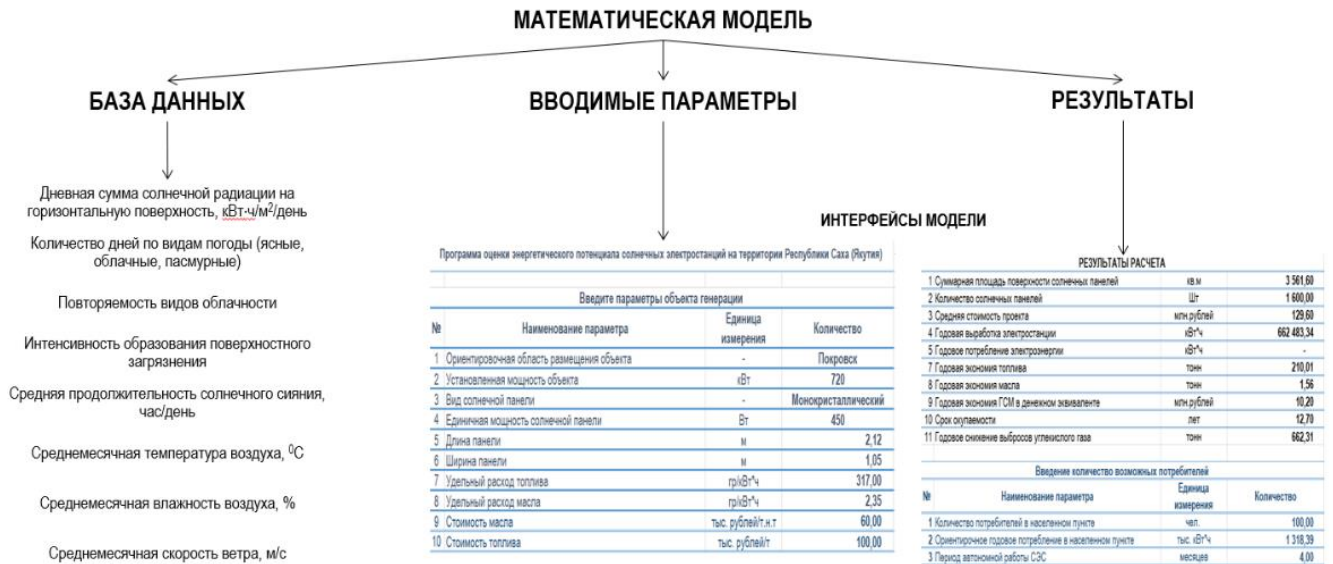 МАТЕМАТИЧЕСКАЯ МОДЕЛЬ
БАЗА ДАННЫХ
Дневная сумма солнечной радиации на
горизонтальную поверхность, кВт·ч/м²/день
Количество дней по видам погоды (ясные,
облачные, пасмурные)
Повторяемость видов облачности
Интенсивность образования поверхностного
загрязнения
Средняя продолжительность солнечного сияния,
час/день
Среднемесячная температура воздуха, ⁰С
Среднемесячная влажность воздуха, %
Среднемесячная скорость ветра, м/с
ВВОДИМЫЕ ПАРАМЕТРЫ
РЕЗУЛЬТАТЫ
ИНТЕРФЕЙСЫ МОДЕЛИ
Программа оценки энергетического потенциала солнечных электростанций на территории Республики Саха (Якутия)
Введите параметры объекта генерации
№ Наименование параметра Единица измерения Количество
1 Ориентировочная область размещения объекта - Покровск
2 Установленная мощность объекта кВт 720
3 Вид солнечной панели - Монокристаллический
4 Единичная мощность солнечной панели Вт 450
5 Длина панели м 2,12
6 Ширина панели м 1,05
7 Удельный расход топлива гр/кВт*ч 317,00
8 Удельный расход масла гр/кВт*ч 2,35
9 Стоимость масла тыс. рублей/т.н.т 60,00
10 Стоимость топлива тыс. рублей/т 100,00
РЕЗУЛЬТАТЫ РАСЧЕТА
1 Суммарная площадь поверхности солнечных панелей кв.м 3 561,60
2 Количество солнечных панелей Шт 1 600,00
3 Средняя стоимость проекта млн.рублей 129,60
4 Годовая выработка электростанции кВт*ч 662 483,34
5 Годовое потребление электроэнергии кВт*ч -
7 Годовая экономия топлива тонн 210,01
8 Годовая экономия масла тонн 1,56
9 Годовая экономия ГСМ в денежном эквиваленте млн.рублей 10,20
10 Срок окупаемости лет 12,70
11 Годовое снижение выбросов углекислого газа тонн 662,31
Введение количество возможных потребителей
№ Наименование параметра Единица измерения Количество
1 Количество потребителей в населенном пункте чел. 100,00
2 Ориентирочное годовое потребление в населенном пункте тыс. кВт*ч 1 318,39
3 Период автономной работы СЭС месяцев 4,00